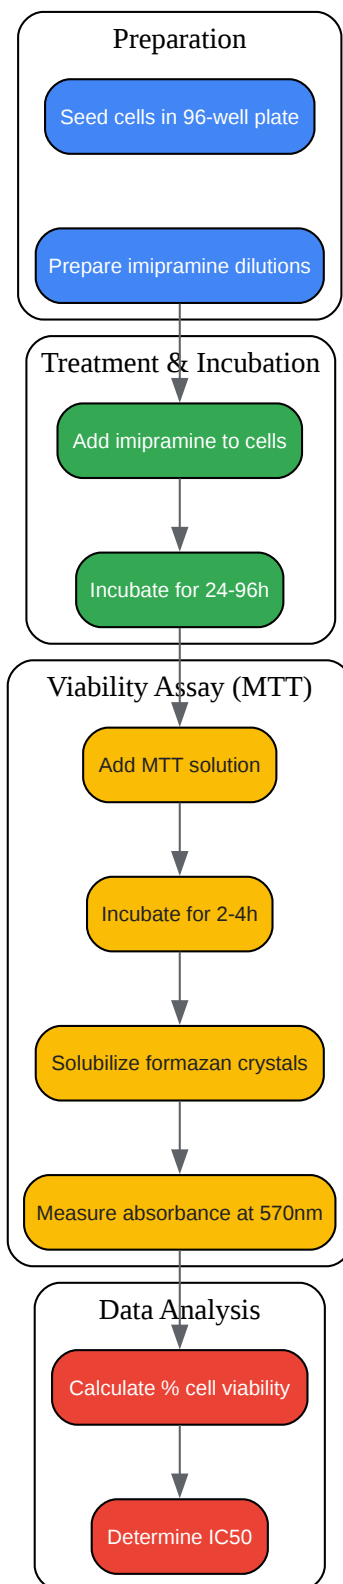 Preparation
Seed cells in 96-well plate
Prepare imipramine dilutions
Treatment & Incubation
Add imipramine to cells
Incubate for 24-96h
Viability Assay (MTT)
Add MTT solution
Incubate for 2-4h
Solubilize formazan crystals
Measure absorbance at 570nm
Data Analysis
Calculate % cell viability
Determine IC50